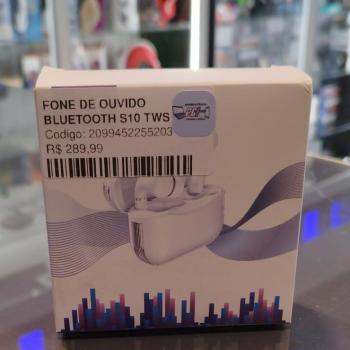 FONE DE OUVIDO
BLUETOOTH S10 TWS
Codigo: 2099452255203
R$ 289,99